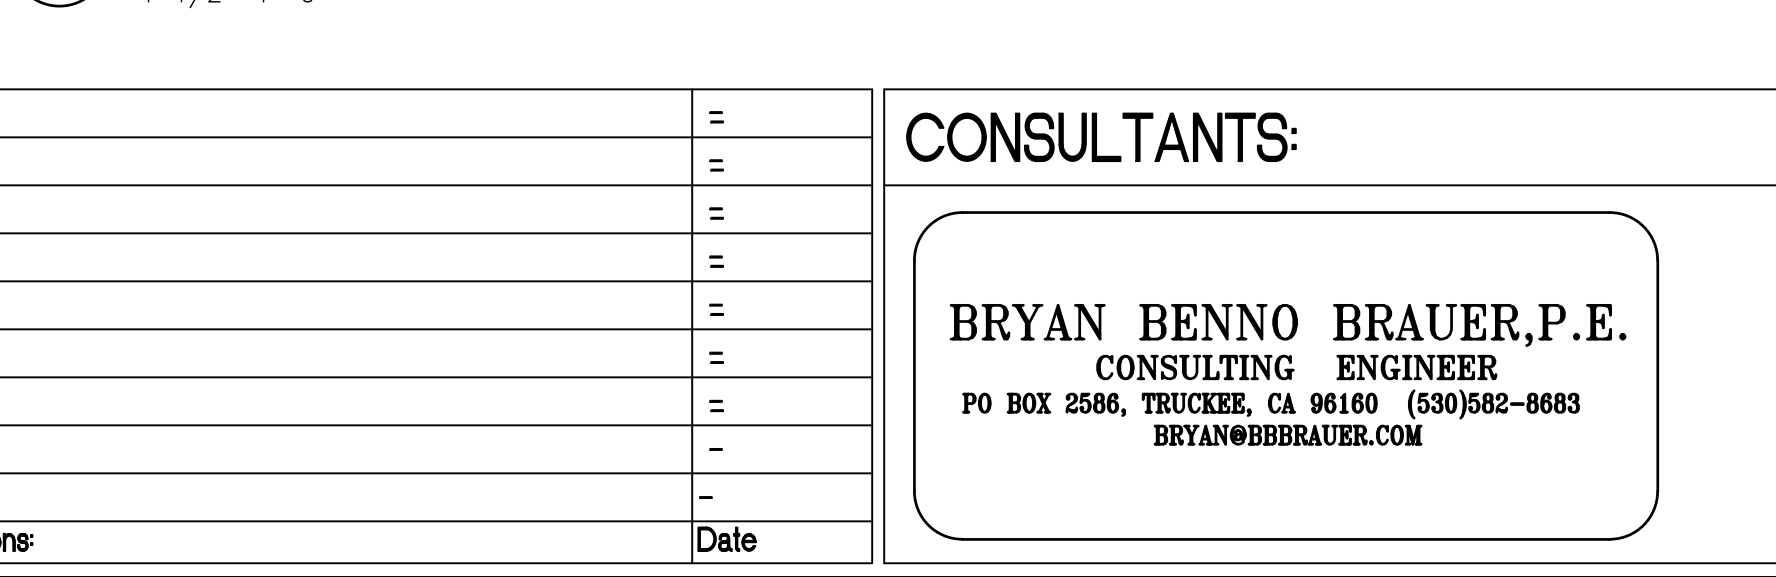 =
=
=
=
=
=
=
-
-
ons: Date
CONSULTANTS:
BRYAN BENNO BRAUER,P.E.
CONSULTING ENGINEER
PO BOX 2586, TRUCKEE, CA 96160 (530)582-8683
BRYAN@BBBRAUER.COM